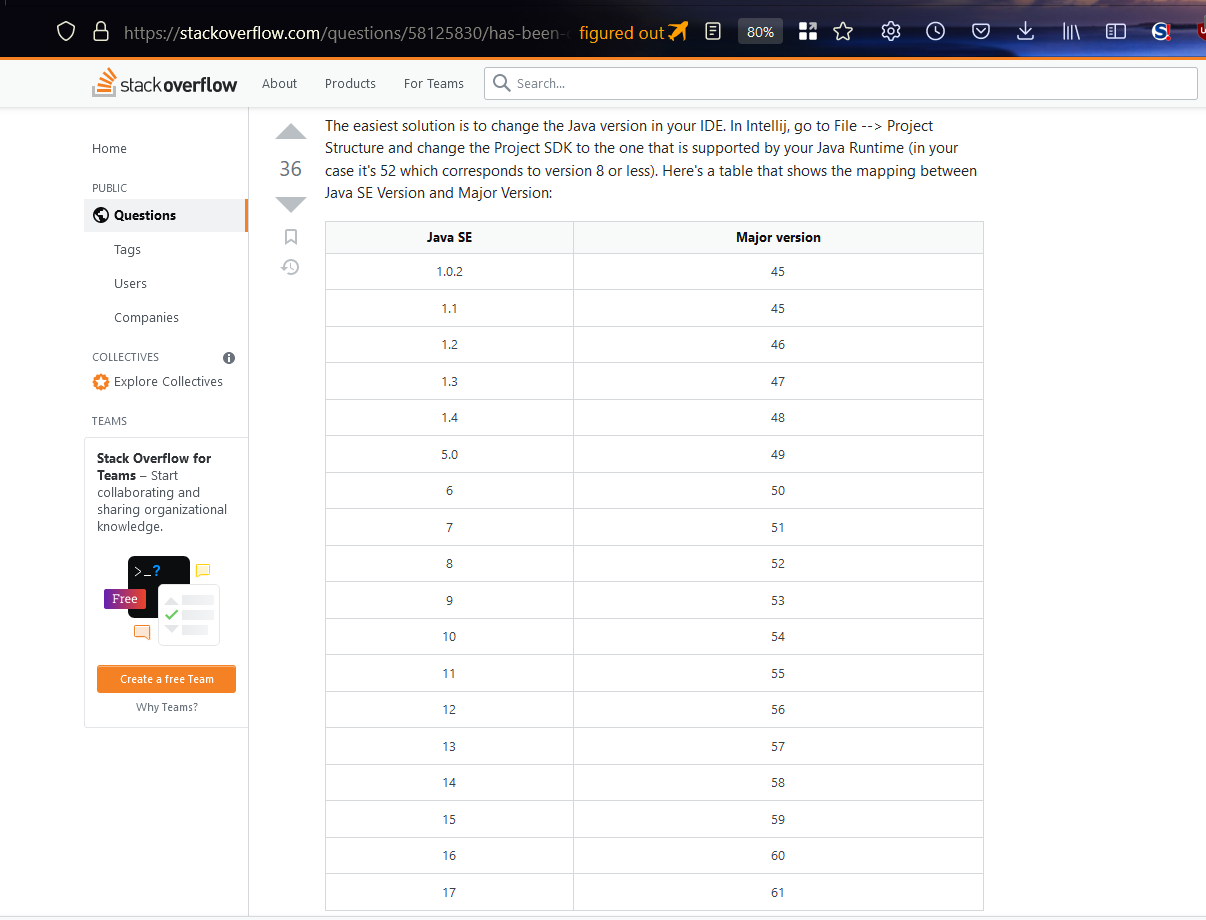 https://stackoverflow.com/questions/58125830/has-been- figured out 80%
stackoverflow About Products For Teams Search...
Home
PUBLIC
Questions
Tags
Users
Companies
COLLECTIVES
Explore Collectives
TEAMS
Stack Overflow for
Teams – Start
collaborating and
sharing organizational
knowledge.
>_?
Free
Create a free Team
Why Teams?
36
The easiest solution is to change the Java version in your IDE. In Intellij, go to File --> Project
Structure and change the Project SDK to the one that is supported by your Java Runtime (in your
case it's 52 which corresponds to version 8 or less). Here's a table that shows the mapping between
Java SE Version and Major Version:
Java SE Major version
1.0.2 45
1.1 45
1.2 46
1.3 47
1.4 48
5.0 49
6 50
7 51
8 52
9 53
10 54
11 55
12 56
13 57
14 58
15 59
16 60
17 61